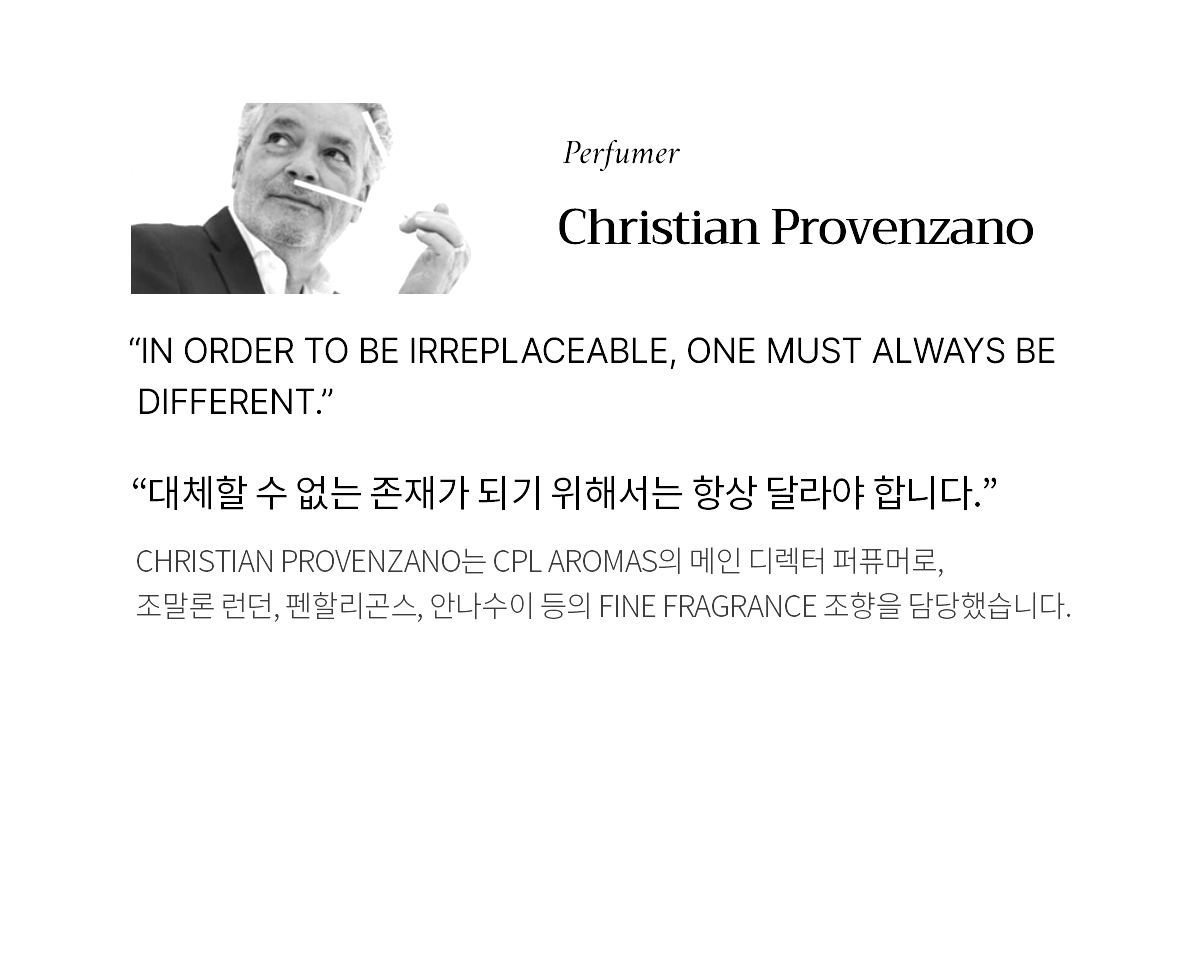 Perfumer
Christian Provenzano
“IN ORDER TO BE IRREPLACEABLE, ONE MUST ALWAYS BE
DIFFERENT.”
“대체할 수 없는 존재가 되기 위해서는 항상 달라야 합니다.”
CHRISTIAN PROVENZANO는 CPL AROMAS의 메인 디렉터 퍼퓨머로,
조말론 런던, 펜할리곤스, 안나수이 등의 FINE FRAGRANCE 조향을 담당했습니다.